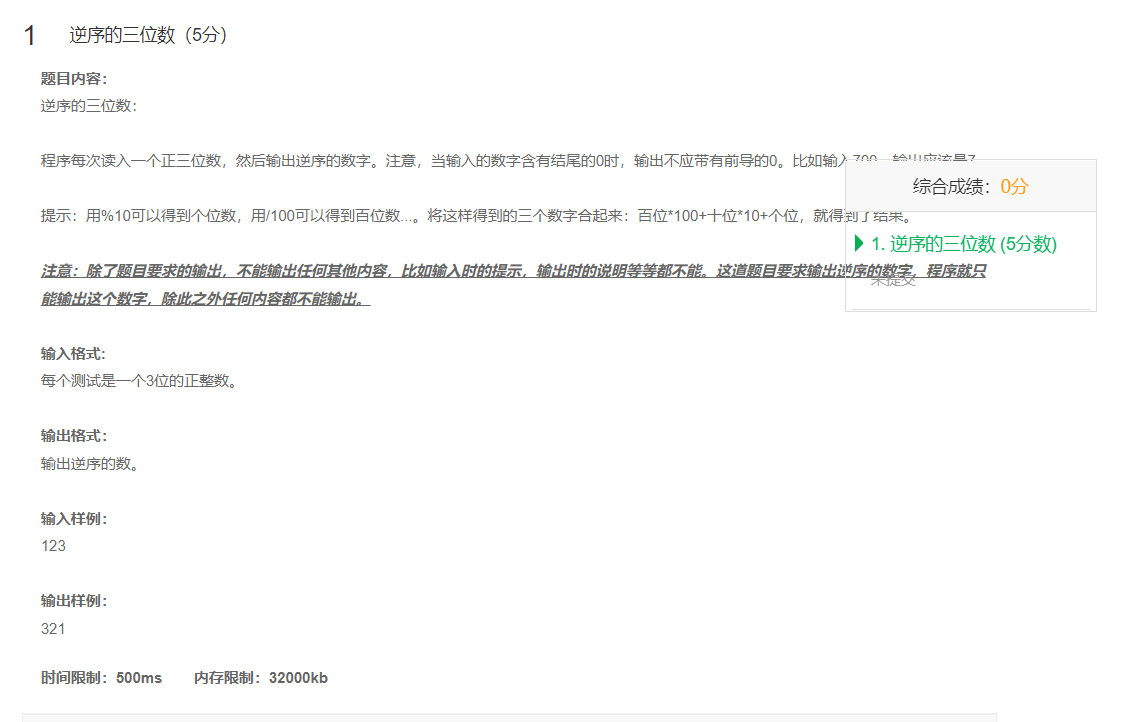 1 逆序的三位数（5分）
题目内容：
逆序的三位数：
程序每次读入一个正三位数，然后输出逆序的数字。注意，当输入的数字含有结尾的0时，输出不应带有前导的0。比如输入700，输出应该是7
综合成绩：0分
提示：用%10可以得到个位数，用/100可以得到百位数...。将这样得到的三个数字合起来：百位*100+十位*10+个位，就得到了结果。
1. 逆序的三位数 (5分数)
注意：除了题目要求的输出，不能输出任何其他内容，比如输入时的提示，输出时的说明等等都不能。这道题目要求输出逆序的数字，程序就只
未提交
能输出这个数字，除此之外任何内容都不能输出。
输入格式:
每个测试是一个3位的正整数。
输出格式：
输出逆序的数。
输入样例：
123
输出样例：
321
时间限制：500ms 内存限制：32000kb